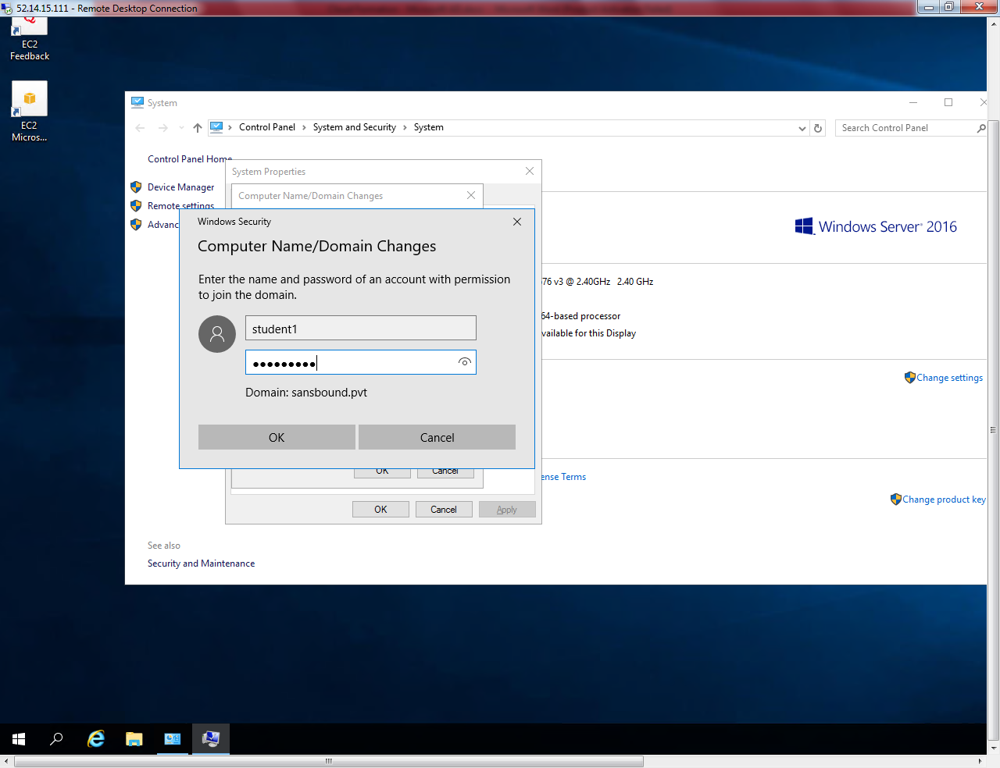 52.14.15.111 - Remote Desktop Connection
EC2
Feedback
EC2
Micros...
System
Control Panel
System and Security
System
Search Control Panel
Control Panel Home
Device Manager
Remote settings
Advanc
System Properties
Computer Name/Domain Changes
Windows Security
Computer Name/Domain Changes
Enter the name and password of an account with permission
to join the domain.
student1
Domain: sansbound.pvt
OK
Cancel
OK
Cancel
OK
Cancel
Apply
Windows Server® 2016
76 v3 @ 2.40GHz 2.40 GHz
64-based processor
vailable for this Display
Change settings
ense Terms
Change product key
See also
Security and Maintenance